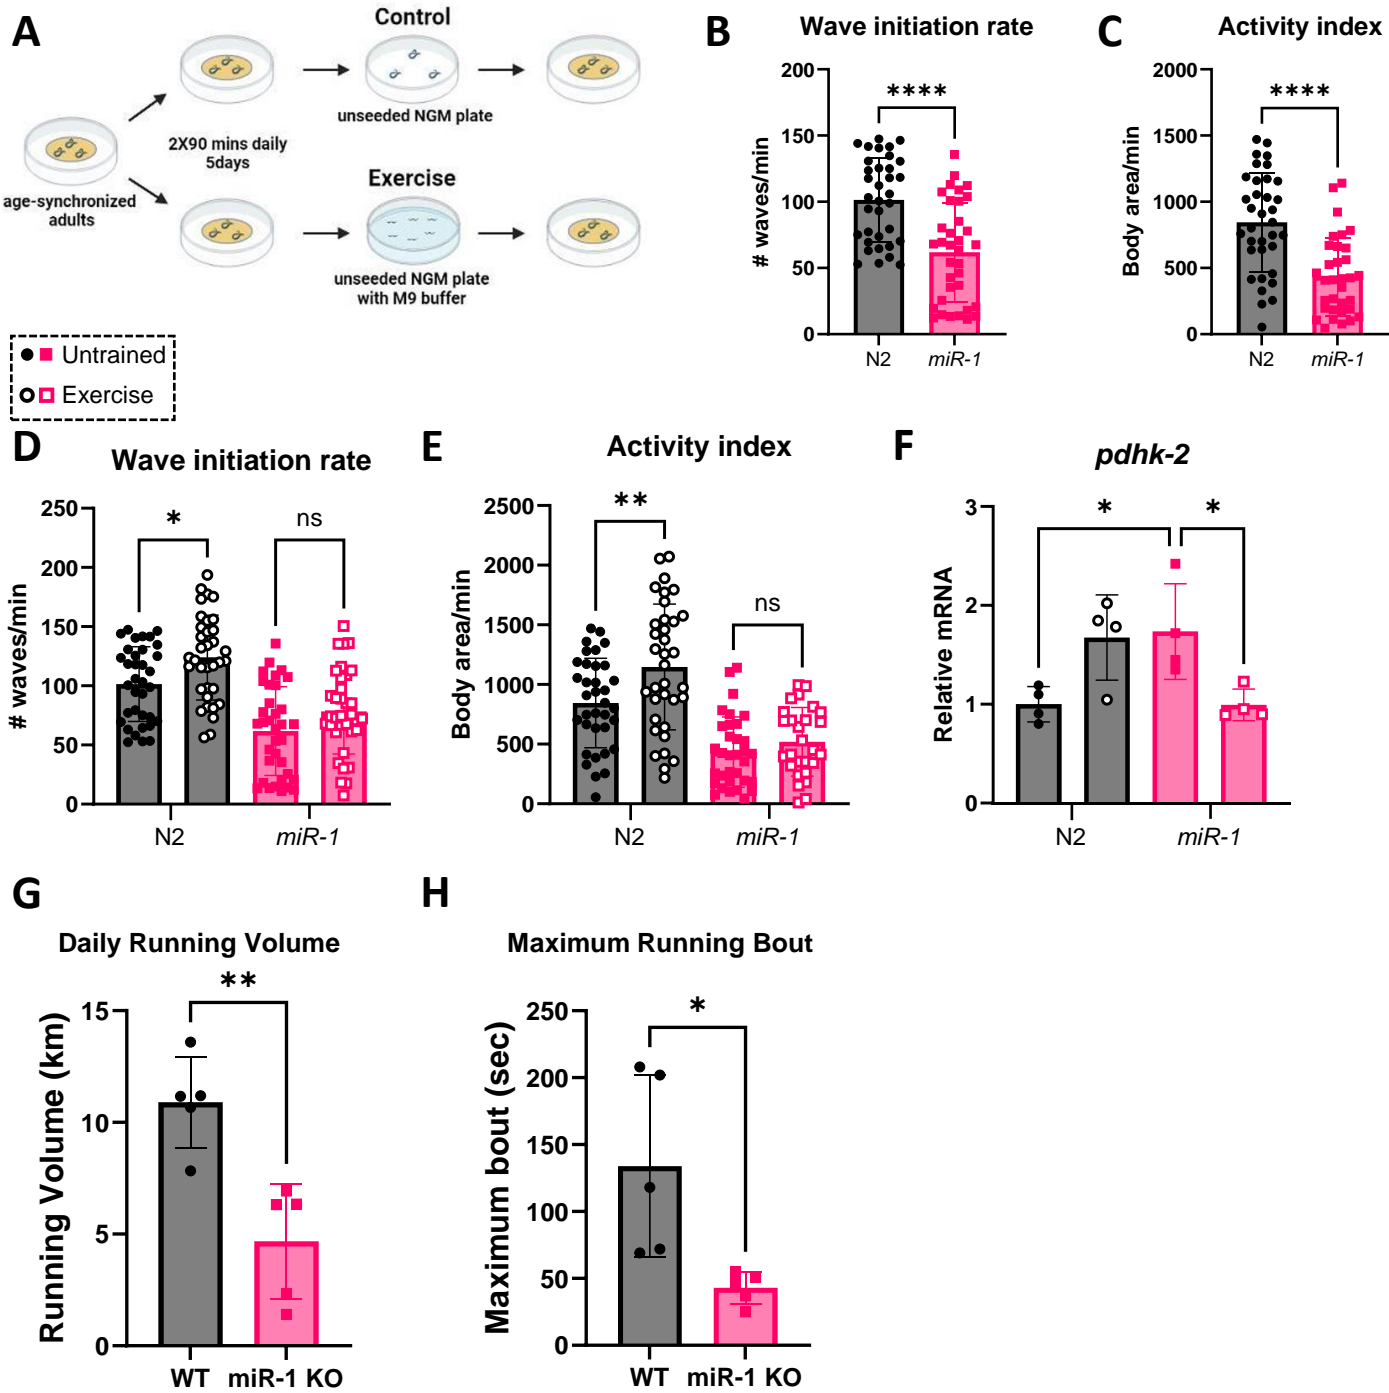 A
Control
unseeded NGM plate
2X90 mins daily
5days
age-synchronized
adults
Exercise
unseeded NGM plate
with M9 buffer
Untrained
Exercise
B
Wave initiation rate
# waves/min
200
150
100
50
0
****
N2
miR-1
C
Activity index
Body area/min
2000
1500
1000
500
0
****
N2
miR-1
D
Wave initiation rate
# waves/min
250
200
150
100
50
0
*
ns
N2
miR-1
E
Activity index
Body area/min
2500
2000
1500
1000
500
0
**
ns
N2
miR-1
F
pdhk-2
Relative mRNA
3
2
1
0
*
*
N2
miR-1
G
Daily Running Volume
Running Volume (km)
15
10
5
0
**
WT
miR-1 KO
H
Maximum Running Bout
Maximum bout (sec)
250
200
150
100
50
0
*
WT
miR-1 KO